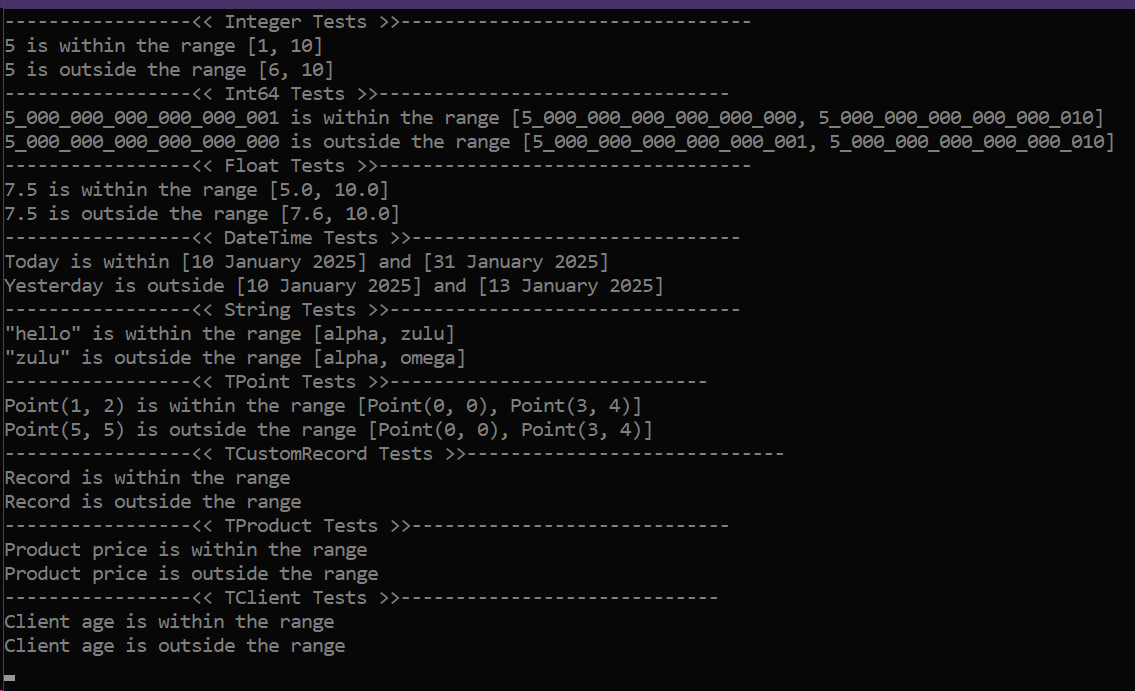 -----------------<< Integer Tests >>--------------------------------
5 is within the range [1, 10]
5 is outside the range [6, 10]
-----------------<< Int64 Tests >>--------------------------------
5_000_000_000_000_000_001 is within the range [5_000_000_000_000_000_000, 5_000_000_000_000_000_010]
5_000_000_000_000_000_000 is outside the range [5_000_000_000_000_000_001, 5_000_000_000_000_000_010]
-----------------<< Float Tests >>----------------------------------
7.5 is within the range [5.0, 10.0]
7.5 is outside the range [7.6, 10.0]
-----------------<< DateTime Tests >>------------------------------
Today is within [10 January 2025] and [31 January 2025]
Yesterday is outside [10 January 2025] and [13 January 2025]
-----------------<< String Tests >>--------------------------------
"hello" is within the range [alpha, zulu]
"zulu" is outside the range [alpha, omega]
-----------------<< TPoint Tests >>-----------------------------
Point(1, 2) is within the range [Point(0, 0), Point(3, 4)]
Point(5, 5) is outside the range [Point(0, 0), Point(3, 4)]
-----------------<< TCustomRecord Tests >>-----------------------------
Record is within the range
Record is outside the range
-----------------<< TProduct Tests >>-----------------------------
Product price is within the range
Product price is outside the range
-----------------<< TClient Tests >>-----------------------------
Client age is within the range
Client age is outside the range